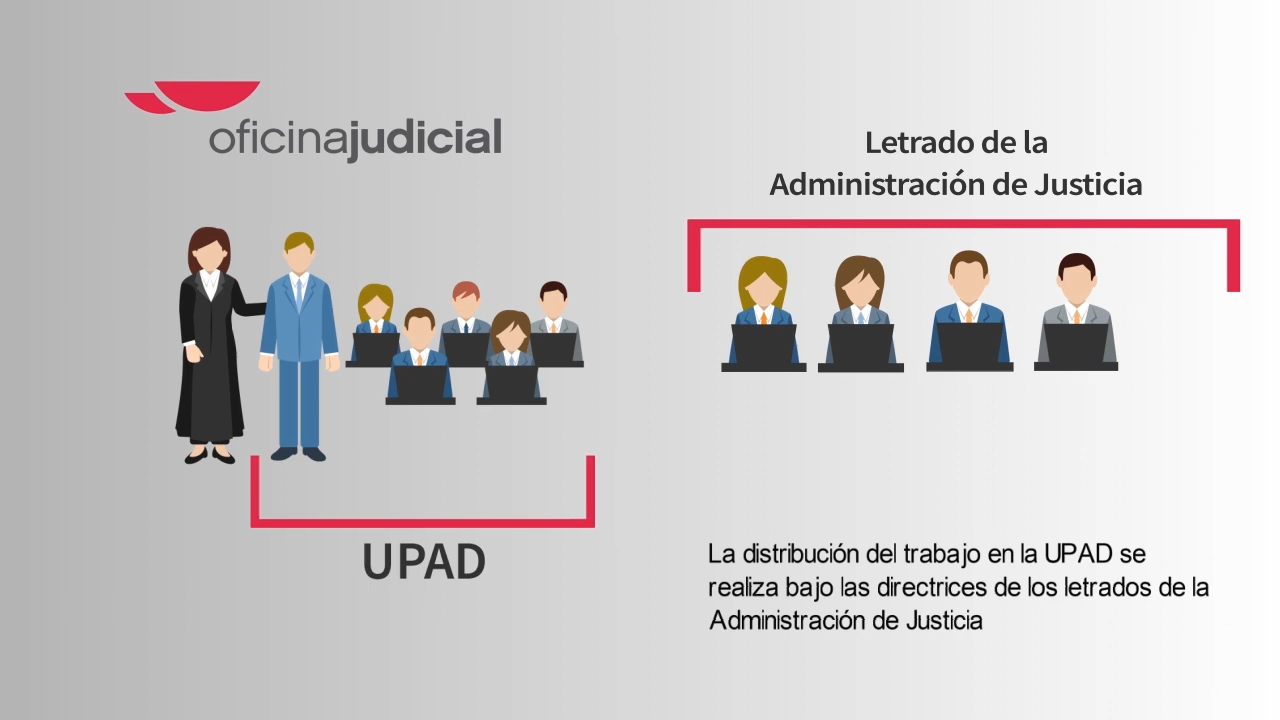 oficinajudicial
Letrado de la
Administración de Justicia
UPAD
La distribución del trabajo en la UPAD se
realiza bajo las directrices de los letrados de la
Administración de Justicia